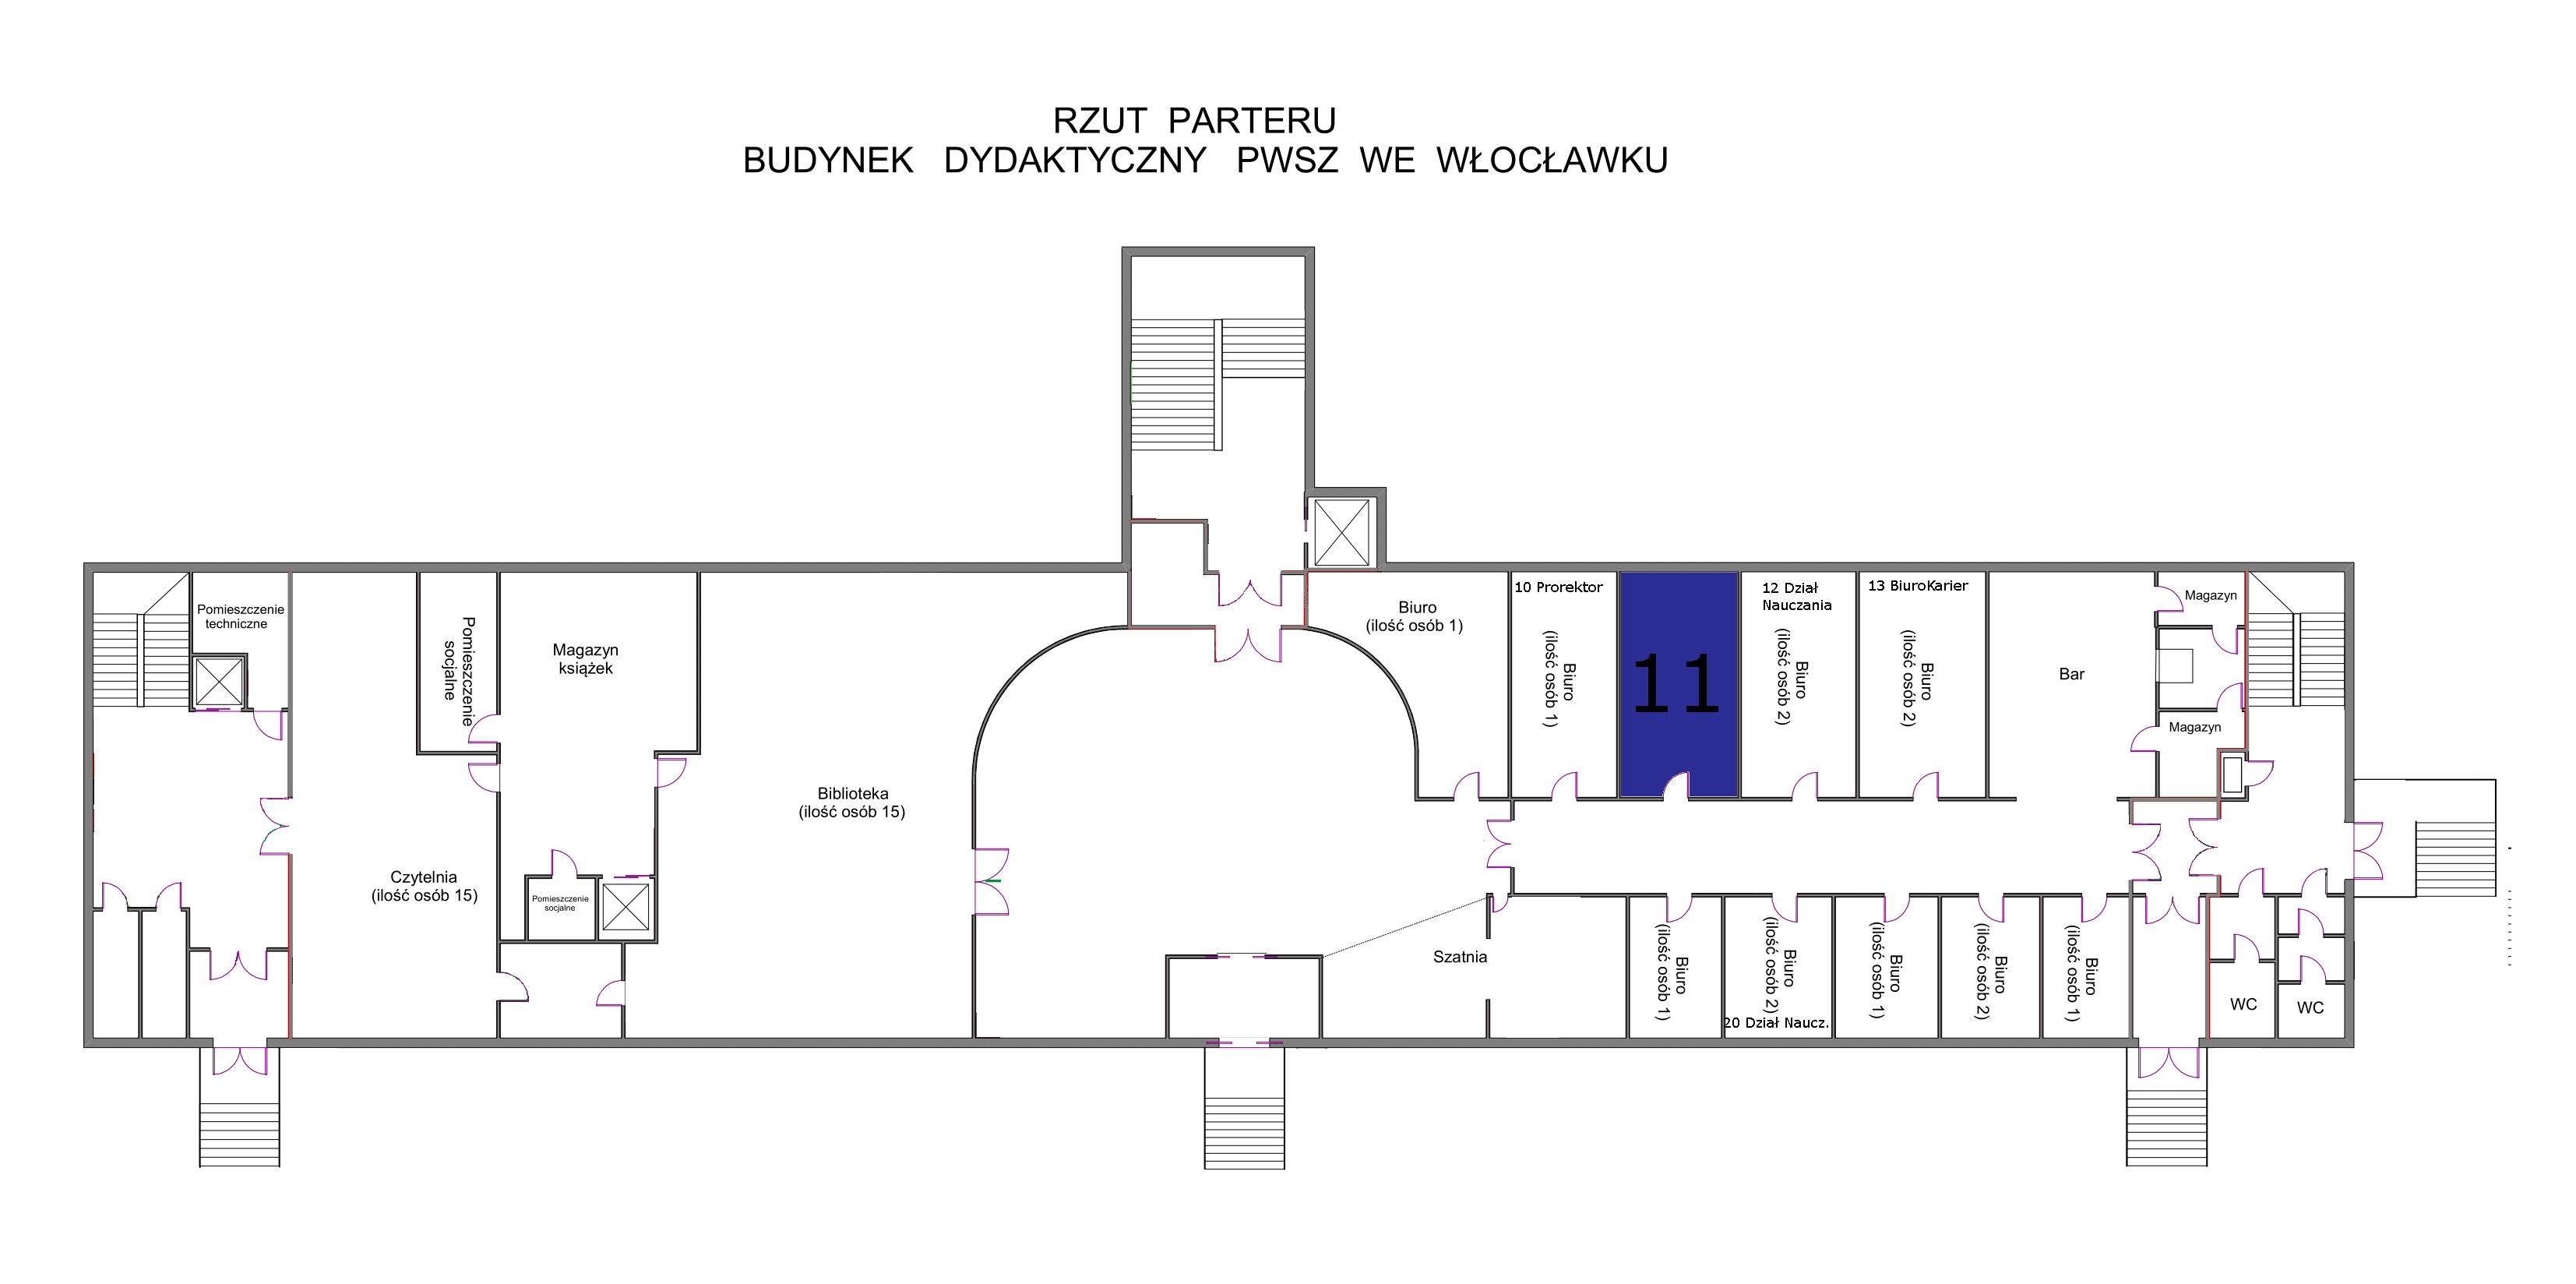 RZUT PARTERU
BUDYNEK DYDAKTYCZNY PWSZ WE WŁOCŁAWKU
Pomieszczenie
techniczne
Pomieszczenie
socjalne
Magazyn
książek
Biuro
(ilość osób 1)
10 Prorektor
Biuro
(ilość osób 1)
11
12 Dział
Nauczania
Biuro
(ilość osób 2)
13 BiuroKarier
Biuro
(ilość osób 2)
Bar
Magazyn
Magazyn
Biblioteka
(ilość osób 15)
Czytelnia
(ilość osób 15)
Pomieszczenie
socjalne
Szatnia
Biuro
(ilość osób 1)
Biuro
(ilość osób 2)
20 Dział Naucz.
Biuro
(ilość osób 1)
Biuro
(ilość osób 2)
Biuro
(ilość osób 1)
WC
WC